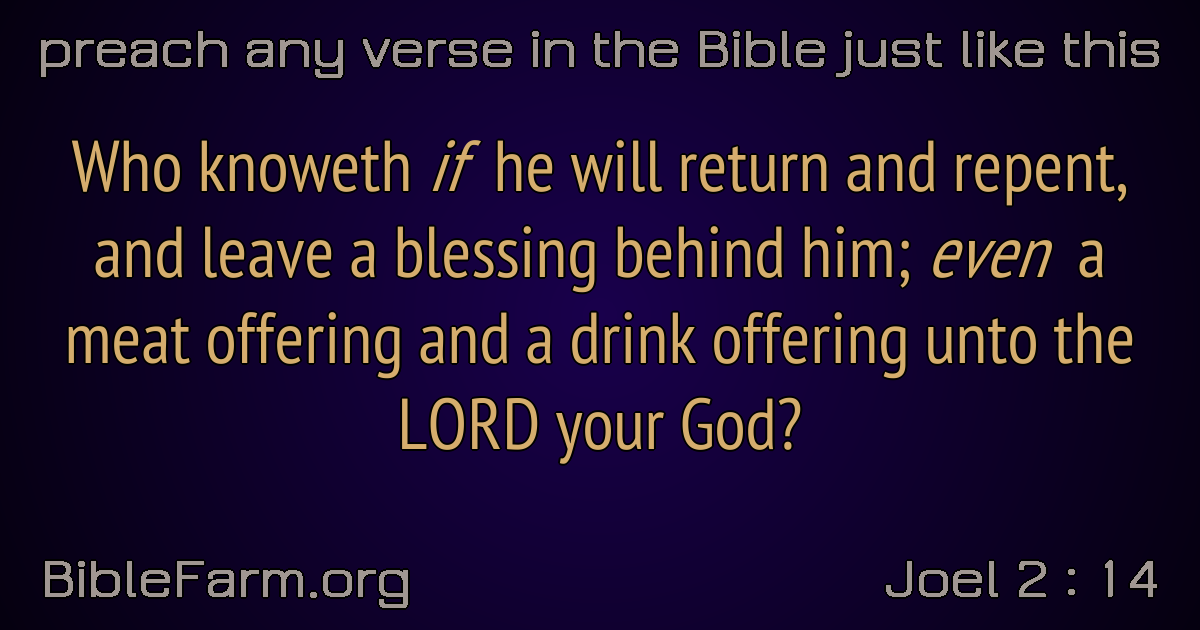 preach any verse in the Bible just like this
Who knoweth if he will return and repent,
and leave a blessing behind him; even a
meat offering and a drink offering unto the
LORD your God?
BibleFarm.org
Joel 2 : 14